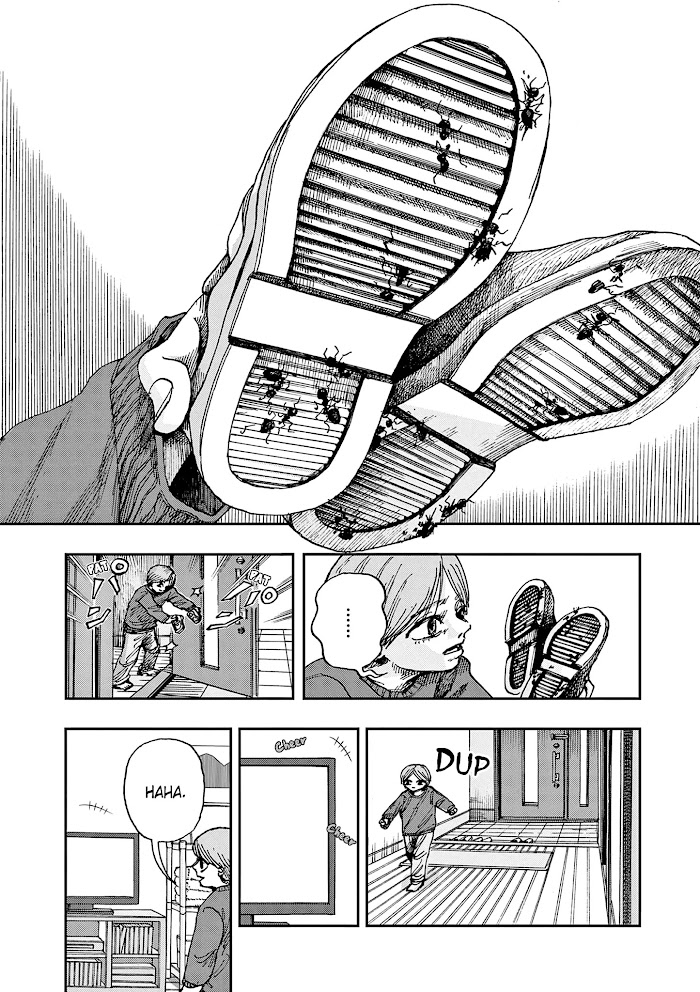 ......
PAT
パン
PAT
パン
DUP
Cheer
Cheer
HAHA.